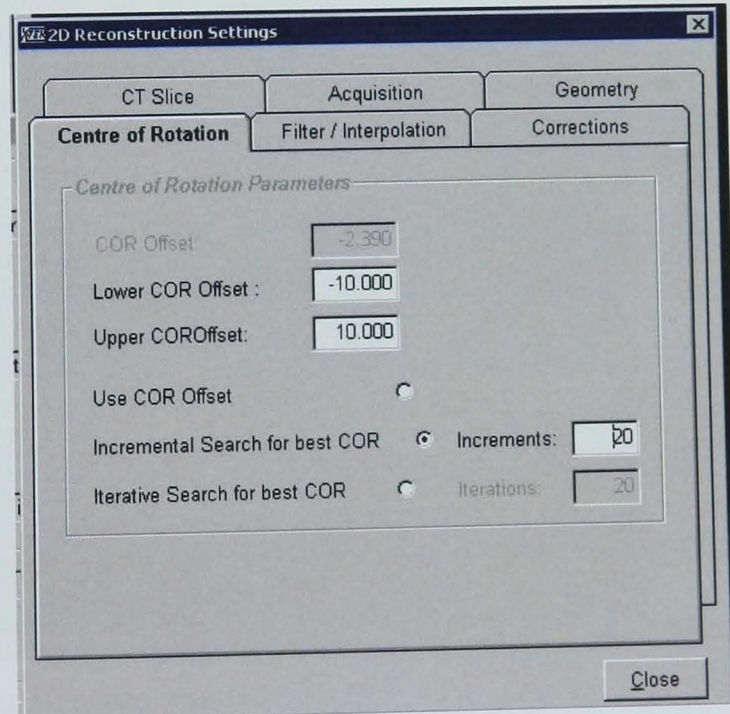 2D Reconstruction Settings
CT Slice
Acquisition
Geometry
Centre of Rotation
Filter / Interpolation
Corrections
Centre of Rotation Parameters
COR Offset -2.390
Lower COR Offset : -10.000
Upper COROffset: 10.000
Use COR Offset
Incremental Search for best COR Increments: 20
Iterative Search for best COR Iterations: 20
Close